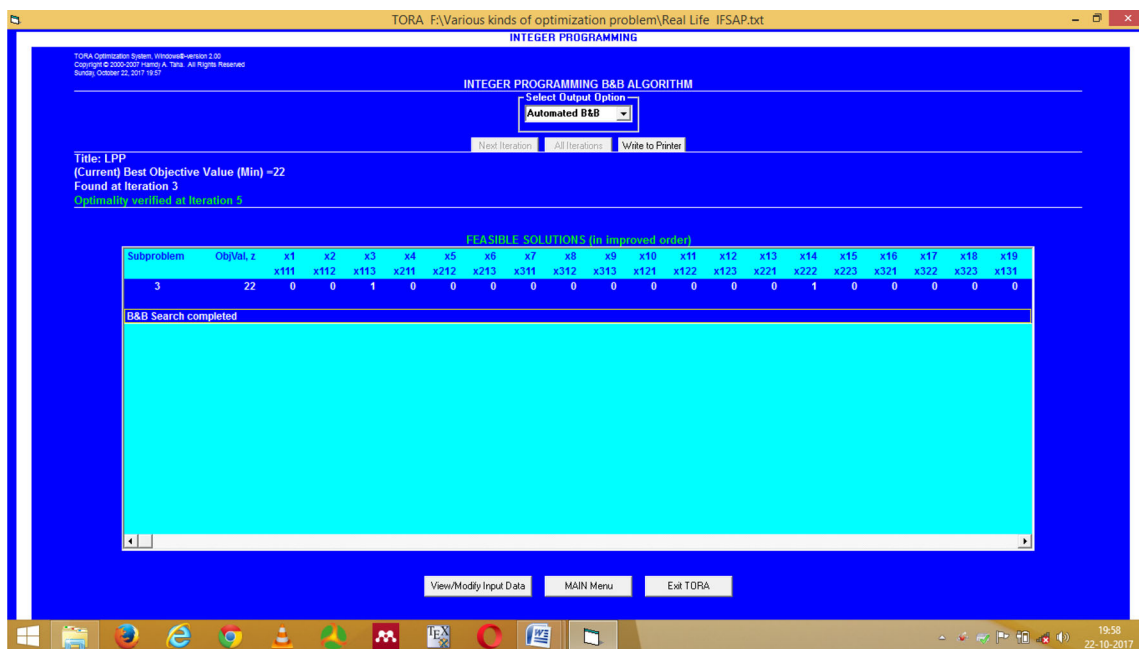 TORA F:\Various kinds of optimization problem\Real Life IFSAP.txt
INTEGER PROGRAMMING
TORA Optimization System, Windows®-version 2.00
Copyright © 2000-2007 Hamdy A. Taha. All Rights Reserved
Sunday, October 22, 2017 19:57
INTEGER PROGRAMMING B&B ALGORITHM
Select Output Option
Automated B&B
Next Iteration All Iterations Write to Printer
Title: LPP
(Current) Best Objective Value (Min) =22
Found at Iteration 3
Optimality verified at Iteration 5
FEASIBLE SOLUTIONS (in improved order)
Subproblem ObjVal, z x1 x2 x3 x4 x5 x6 x7 x8 x9 x10 x11 x12 x13 x14 x15 x16 x17 x18 x19
x111 x112 x113 x211 x212 x213 x311 x312 x313 x121 x122 x123 x221 x222 x223 x321 x322 x323 x131
3 22 0 0 1 0 0 0 0 0 0 0 0 0 0 1 0 0 0 0 0
B&B Search completed
View/Modify Input Data MAIN Menu Exit TORA
TEX
19:58
22-10-2017